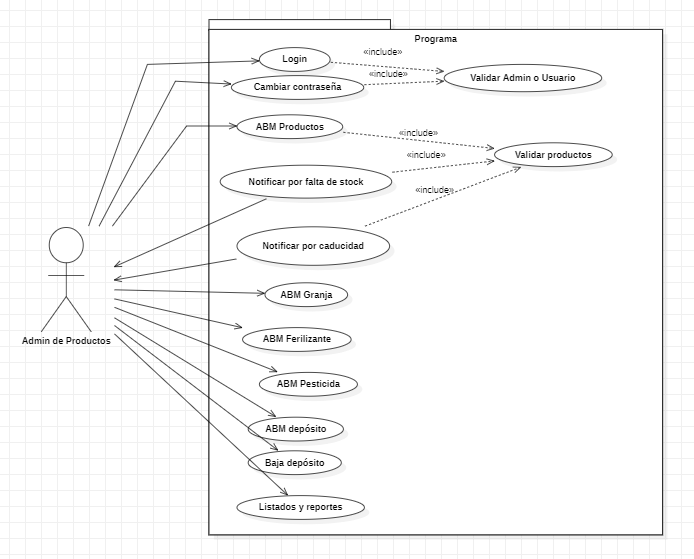 Programa
Login
«include»
Cambiar contraseña
«include»
Validar Admin o Usuario
ABM Productos
«include»
Notificar por falta de stock
«include»
Validar productos
«include»
Notificar por caducidad
ABM Granja
Admin de Productos
ABM Ferilizante
ABM Pesticida
ABM depósito
Baja depósito
Listados y reportes